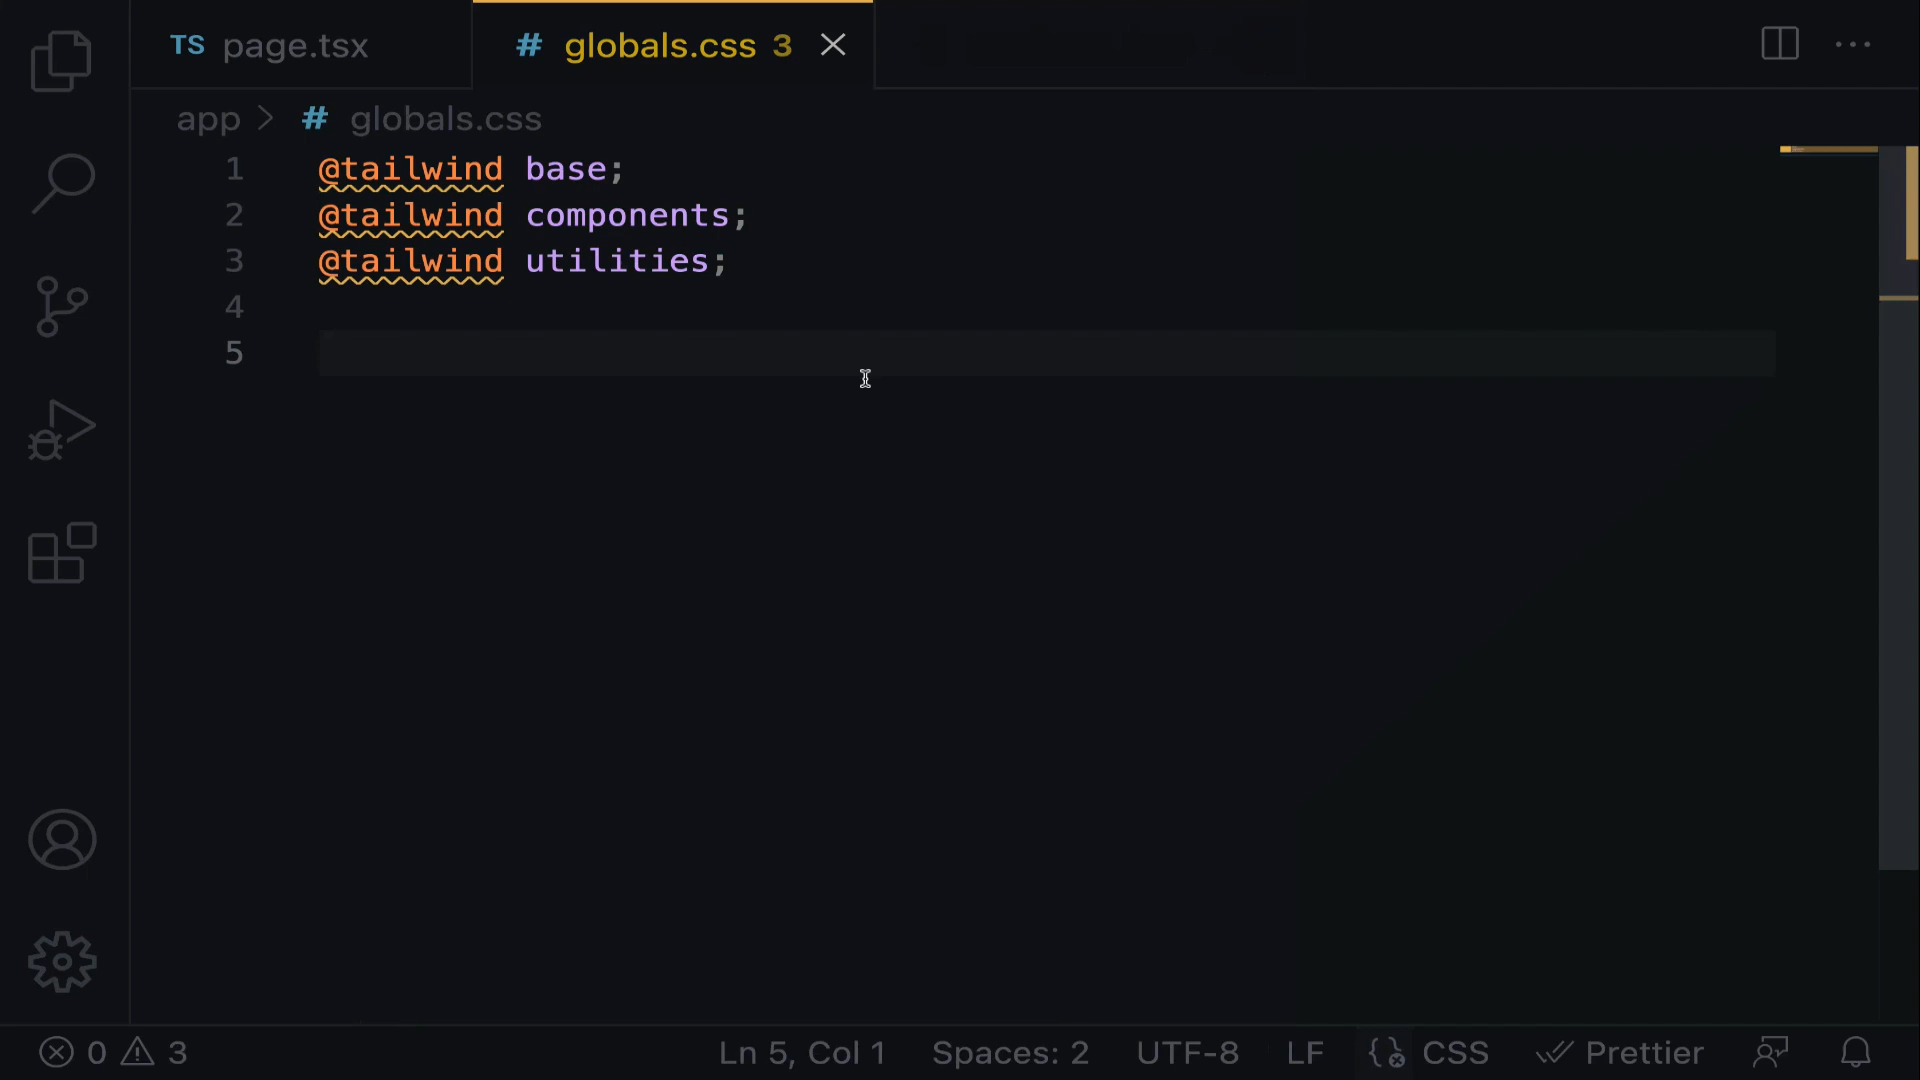 TS page.tsx # globals.css 3
app > # globals.css
1 @tailwind base;
2 @tailwind components;
3 @tailwind utilities;
4
5
0 3 Ln 5, Col 1 Spaces: 2 UTF-8 LF {} CSS Prettier